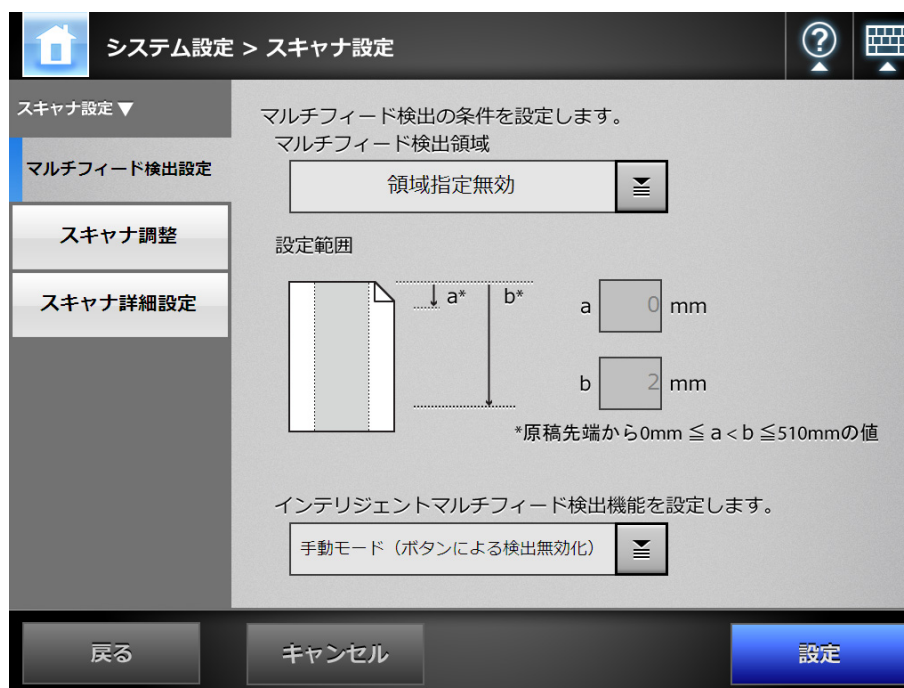 システム設定 > スキャナ設定
?
スキャナ設定▼
マルチフィード検出設定
スキャナ調整
スキャナ詳細設定
マルチフィード検出の条件を設定します。
マルチフィード検出領域
領域指定無効
設定範囲
a*
b*
a 0 mm
b 2 mm
*原稿先端から0mm ≦ a < b ≦510mmの値
インテリジェントマルチフィード検出機能を設定します。
手動モード（ボタンによる検出無効化）
戻る
キャンセル
設定